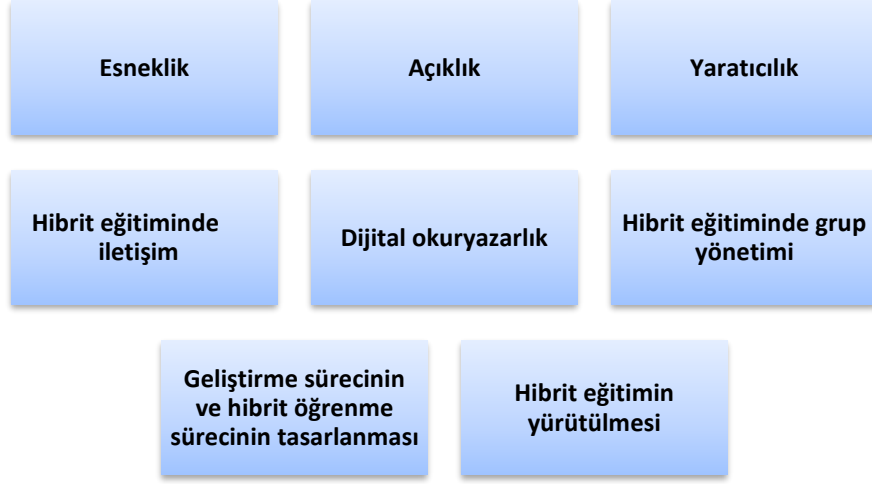 Esneklik
Açıklık
Yaratıcılık
Hibrit eğitiminde
iletişim
Dijital okuryazarlık
Hibrit eğitiminde grup
yönetimi
Geliştirme sürecinin
ve hibrit öğrenme
sürecinin tasarlanması
Hibrit eğitimin
yürütülmesi